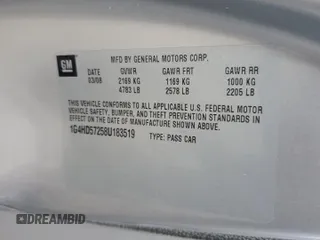 GM
MFD BY GENERAL MOTORS CORP.
DATE GVWR GAWR FRT GAWR RR
03/08 2169 KG 1169 KG 1000 KG
4783 LB 2578 LB 2205 LB
THIS VEHICLE CONFORMS TO ALL APPLICABLE U.S. FEDERAL MOTOR
VEHICLE SAFETY, BUMPER, AND THEFT PREVENTION STANDARDS IN
EFFECT ON THE DATE OF MANUFACTURE SHOWN ABOVE.
1G4HD57258U183519 TYPE: PASS CAR
DREAMBID